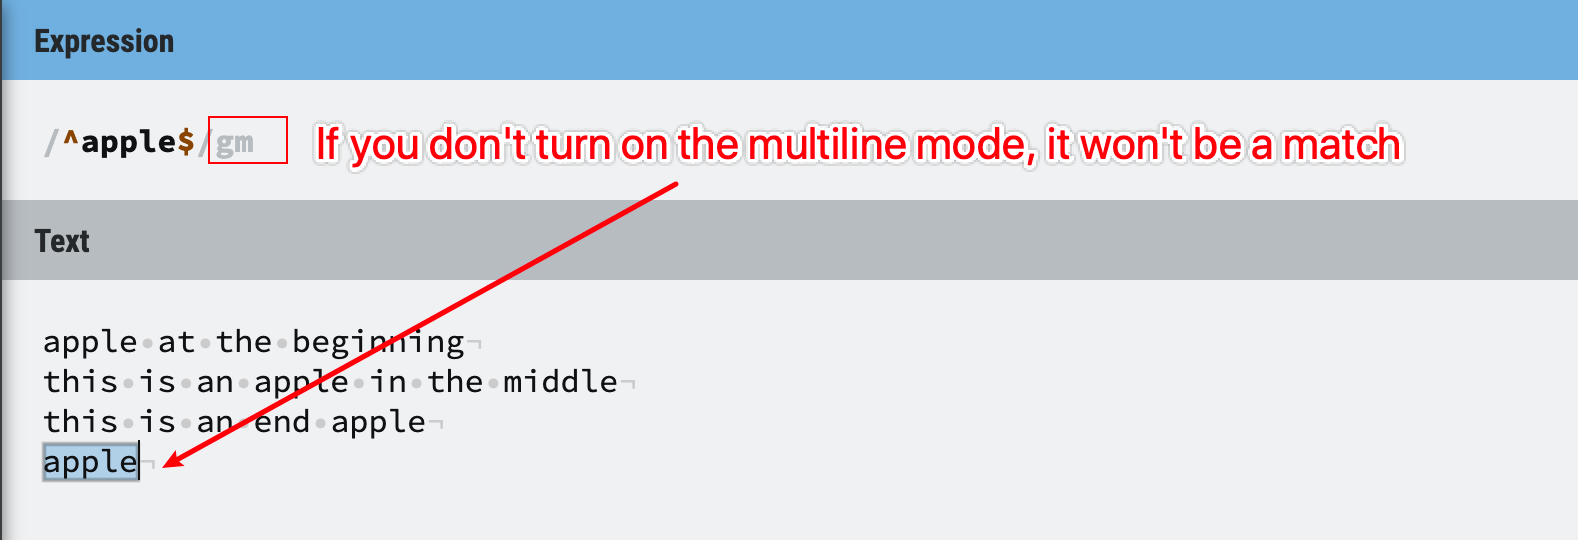 Expression
/^apple$/gm
If you don't turn on the multiline mode, it won't be a match
Text
apple·at·the·beginning¬
this·is·an·apple·in·the·middle¬
this·is·an·end·apple¬
apple¬